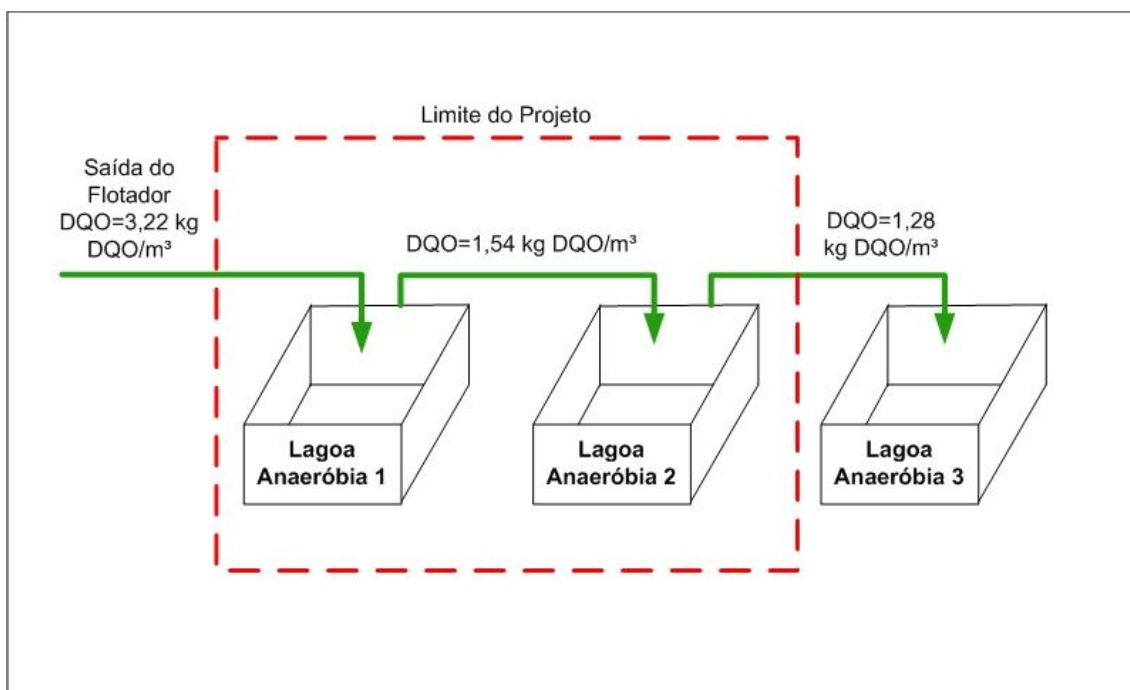 Limite do Projeto
Saída do
Flotador
DQO=3,22 kg
DQO/m³
DQO=1,54 kg DQO/m³
DQO=1,28
kg DQO/m³
Lagoa
Anaeróbia 1
Lagoa
Anaeróbia 2
Lagoa
Anaeróbia 3